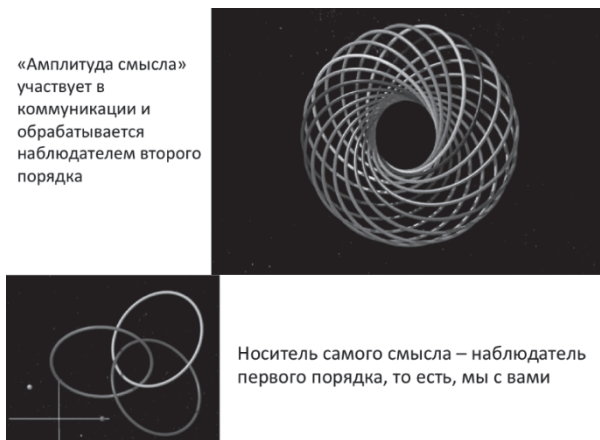 «Амплитуда смысла»
участвует в
коммуникации и
обрабатывается
наблюдателем второго
порядка
Носитель самого смысла – наблюдатель
первого порядка, то есть, мы с вами